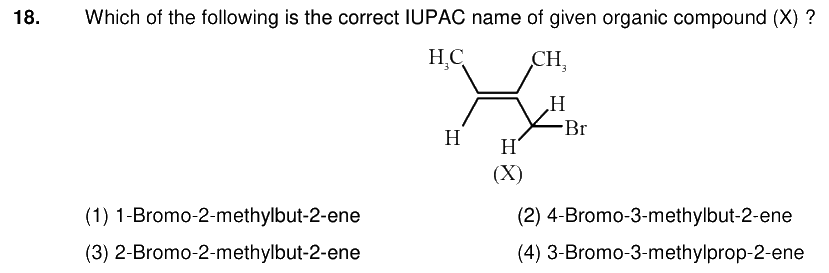 18. Which of the following is the correct IUPAC name of given organic compound (X) ?
H₃C CH₃
H
Br
H H
(X)
(1) 1-Bromo-2-methylbut-2-ene (2) 4-Bromo-3-methylbut-2-ene
(3) 2-Bromo-2-methylbut-2-ene (4) 3-Bromo-3-methylprop-2-ene